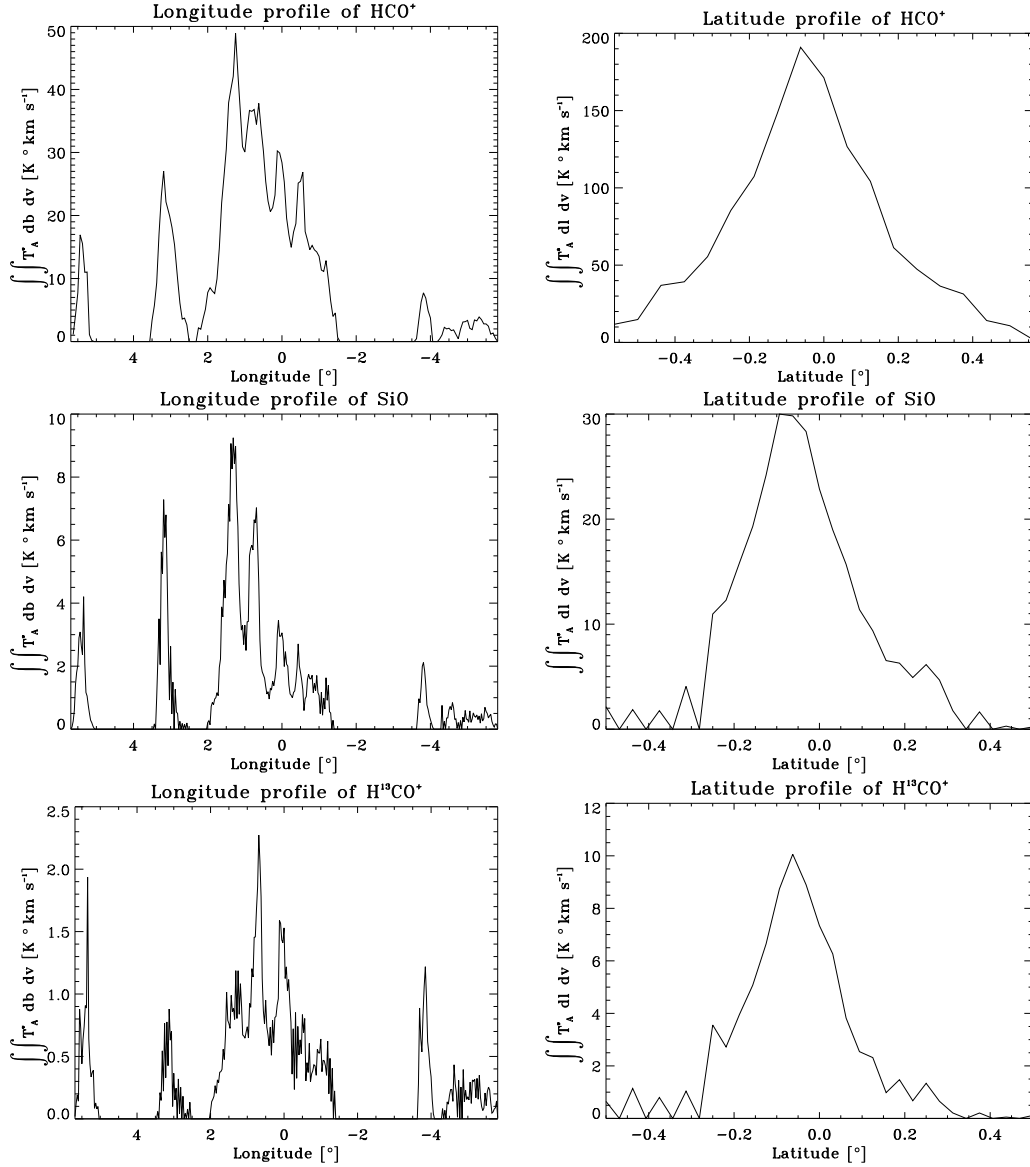 Longitude profile of HCO⁺
50
40
30
20
10
0
4 2 0 −2 −4
Longitude [°]
∫∫T*A db dv [K ° km s⁻¹]
Latitude profile of HCO⁺
200
150
100
50
0
−0.4 −0.2 0.0 0.2 0.4
Latitude [°]
∫∫T*A dl dv [K ° km s⁻¹]
Longitude profile of SiO
10
8
6
4
2
0
4 2 0 −2 −4
Longitude [°]
∫∫T*A db dv [K ° km s⁻¹]
Latitude profile of SiO
30
20
10
0
−0.4 −0.2 0.0 0.2 0.4
Latitude [°]
∫∫T*A dl dv [K ° km s⁻¹]
Longitude profile of H¹³CO⁺
2.5
2.0
1.5
1.0
0.5
0.0
4 2 0 −2 −4
Longitude [°]
∫∫T*A db dv [K ° km s⁻¹]
Latitude profile of H¹³CO⁺
12
10
8
6
4
2
0
−0.4 −0.2 0.0 0.2 0.4
Latitude [°]
∫∫T*A dl dv [K ° km s⁻¹]